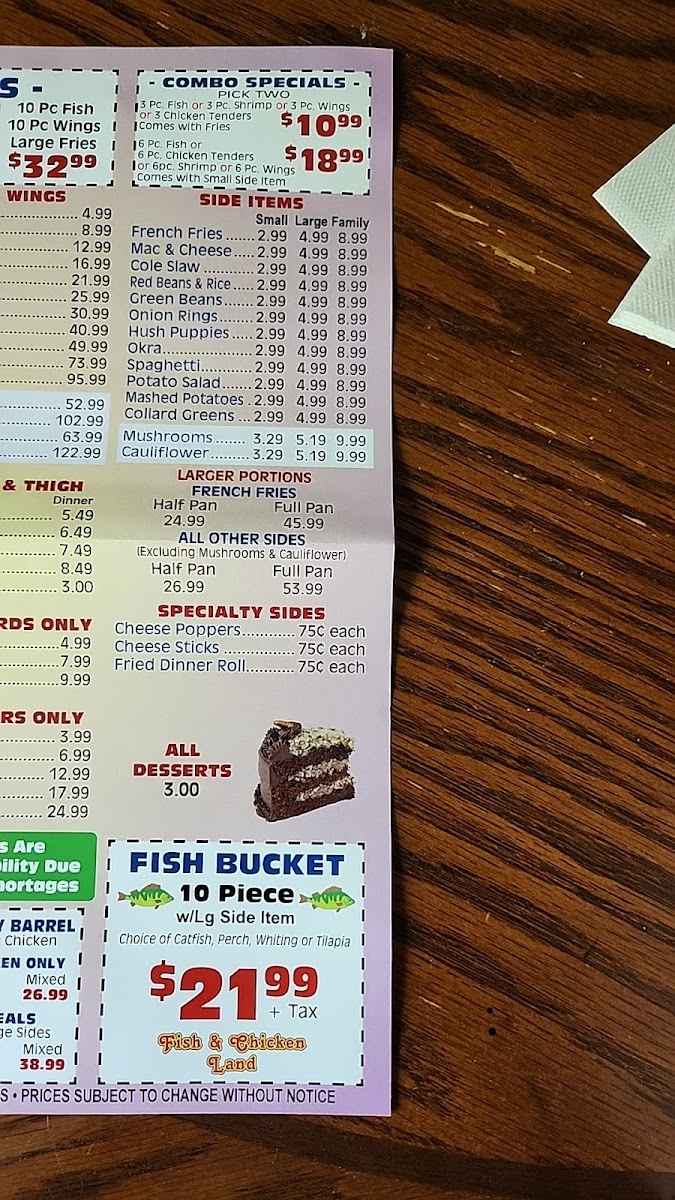 S -
10 Pc Fish
10 Pc Wings
Large Fries
$32⁹⁹
WINGS
4.99
8.99
12.99
16.99
21.99
25.99
30.99
40.99
49.99
73.99
95.99
52.99
102.99
63.99
122.99
& THIGH
Dinner
5.49
6.49
7.49
8.49
3.00
RDS ONLY
4.99
7.99
9.99
RS ONLY
3.99
6.99
12.99
17.99
24.99
s Are
bility Due
hortages
Y BARREL
Chicken
EN ONLY
Mixed
26.99
EALS
ge Sides
Mixed
38.99
- COMBO SPECIALS -
PICK TWO
3 Pc. Fish or 3 Pc. Shrimp or 3 Pc. Wings
or 3 Chicken Tenders
Comes with Fries
$10⁹⁹
6 Pc. Fish or
6 Pc. Chicken Tenders
or 6pc. Shrimp or 6 Pc. Wings
Comes with Small Side Item
$18⁹⁹
SIDE ITEMS
Small Large Family
French Fries ....... 2.99 4.99 8.99
Mac & Cheese ..... 2.99 4.99 8.99
Cole Slaw ............ 2.99 4.99 8.99
Red Beans & Rice ..... 2.99 4.99 8.99
Green Beans ....... 2.99 4.99 8.99
Onion Rings ........ 2.99 4.99 8.99
Hush Puppies ..... 2.99 4.99 8.99
Okra ..................... 2.99 4.99 8.99
Spaghetti ............ 2.99 4.99 8.99
Potato Salad ....... 2.99 4.99 8.99
Mashed Potatoes . 2.99 4.99 8.99
Collard Greens ... 2.99 4.99 8.99
Mushrooms ....... 3.29 5.19 9.99
Cauliflower ......... 3.29 5.19 9.99
LARGER PORTIONS
FRENCH FRIES
Half Pan Full Pan
24.99 45.99
ALL OTHER SIDES
(Excluding Mushrooms & Cauliflower)
Half Pan Full Pan
26.99 53.99
SPECIALTY SIDES
Cheese Poppers ............ 75¢ each
Cheese Sticks ................. 75¢ each
Fried Dinner Roll ........... 75¢ each
ALL
DESSERTS
3.00
FISH BUCKET
10 Piece
w/Lg Side Item
Choice of Catfish, Perch, Whiting or Tilapia
$21⁹⁹
+ Tax
Fish & Chicken
Land
S • PRICES SUBJECT TO CHANGE WITHOUT NOTICE